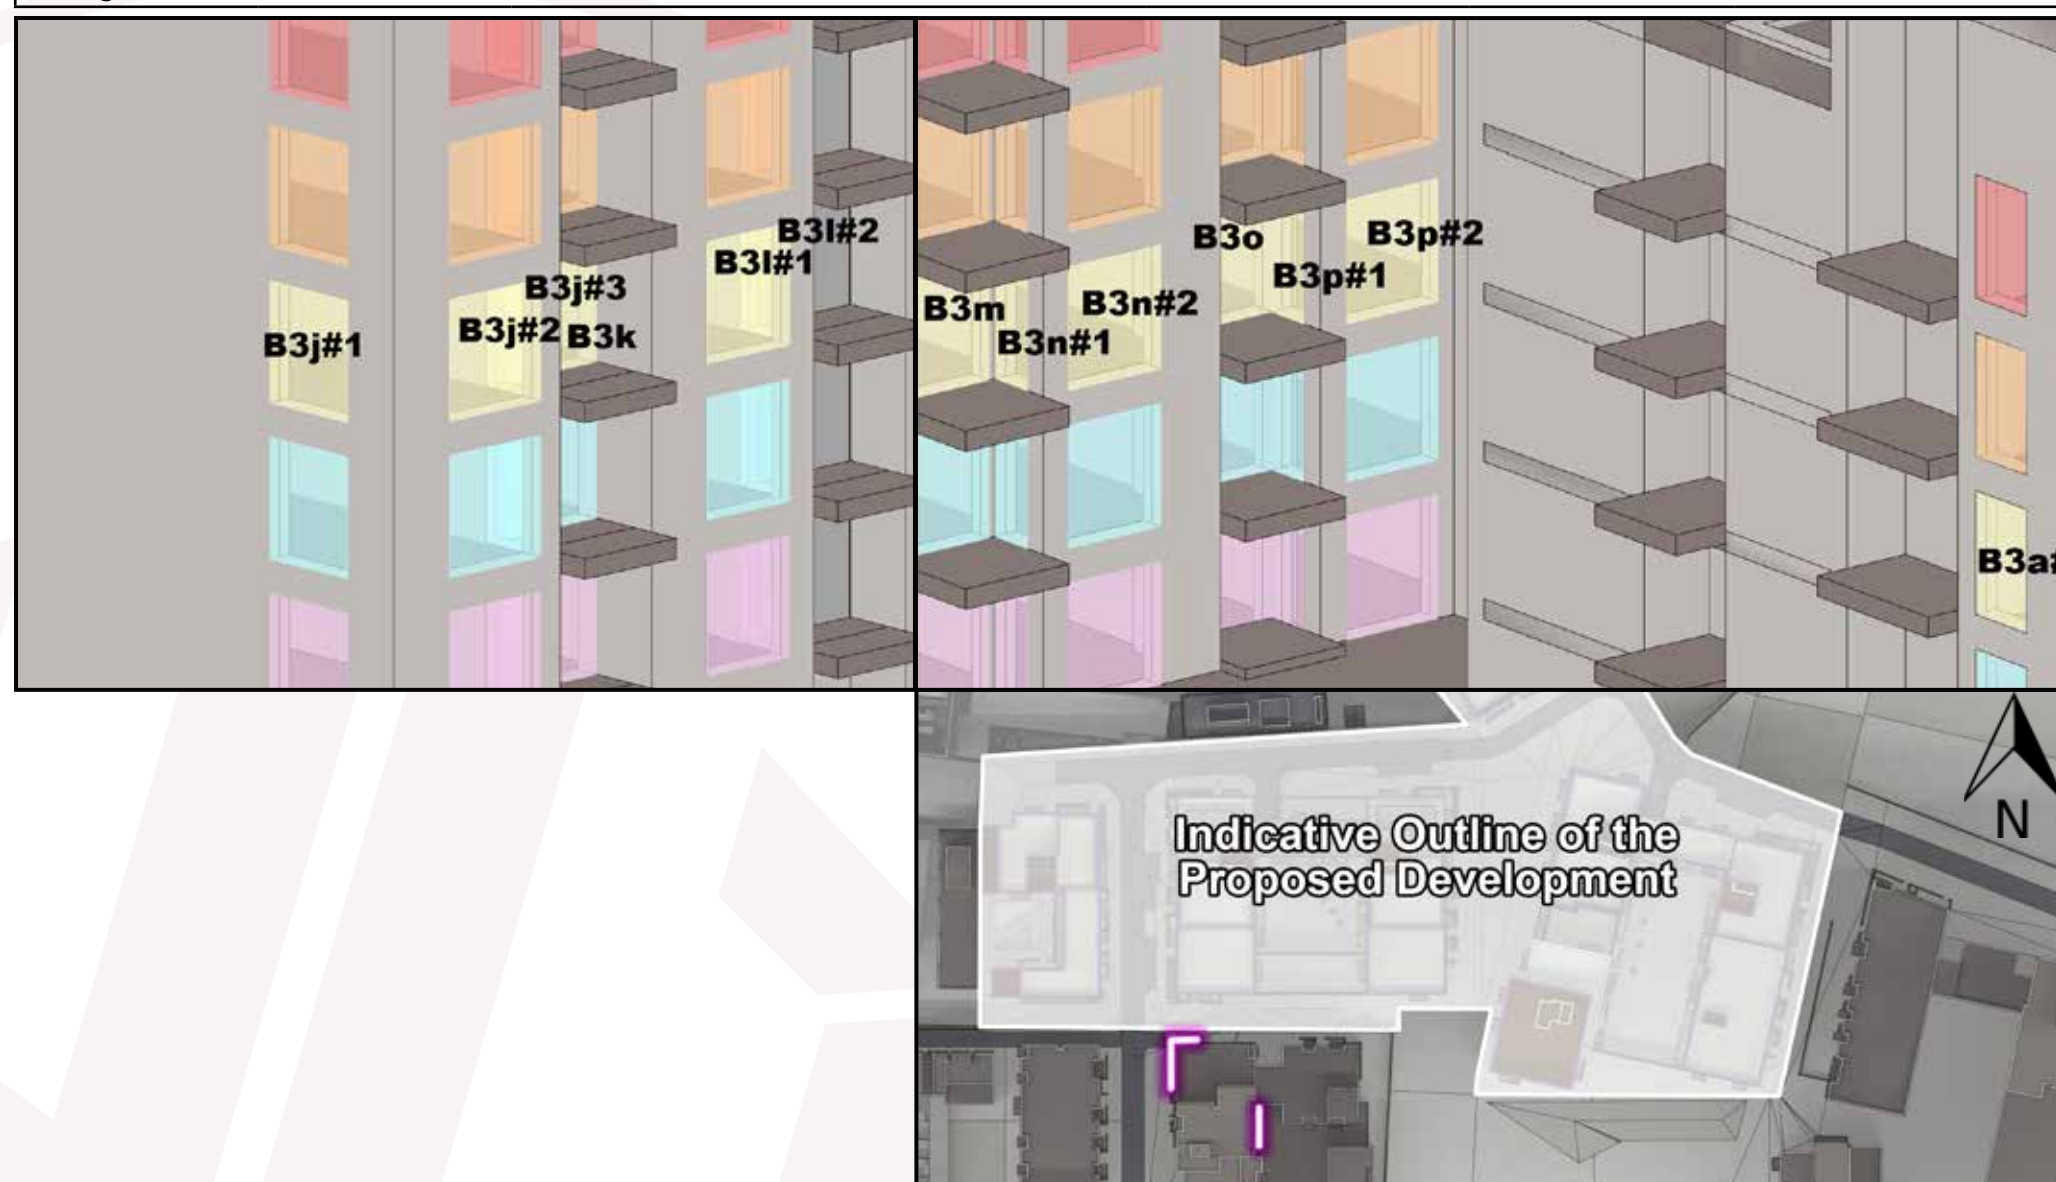 B3l#2
B3l#1
B3j#3
B3j#2
B3k
B3j#1
B3o
B3p#2
B3p#1
B3m
B3n#2
B3n#1
Indicative Outline of the
Proposed Development
N